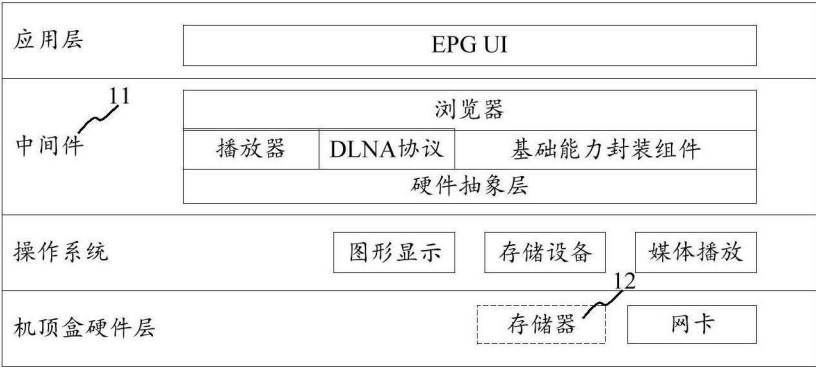 应用层
EPG UI
11
浏览器
中间件
播放器
DLNA协议
基础能力封装组件
硬件抽象层
操作系统
图形显示
存储设备
媒体播放
12
机顶盒硬件层
存储器
网卡